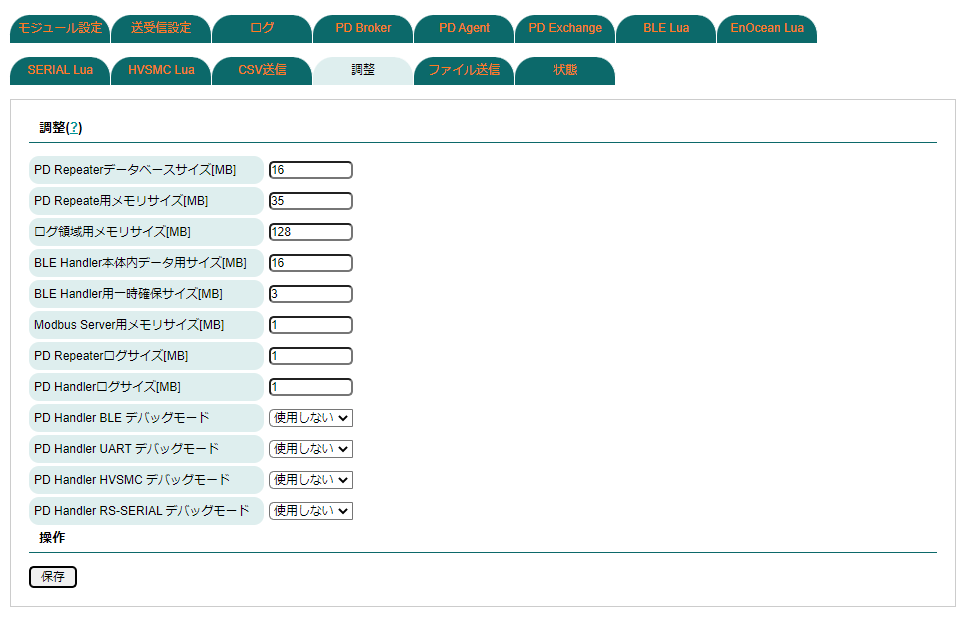 モジュール設定 送受信設定 ログ PD Broker PD Agent PD Exchange BLE Lua EnOcean Lua
SERIAL Lua HVSMC Lua CSV送信 調整 ファイル送信 状態
調整(?)
PD Repeaterデータベースサイズ[MB] 16
PD Repeate用メモリサイズ[MB] 35
ログ領域用メモリサイズ[MB] 128
BLE Handler本体内データ用サイズ[MB] 16
BLE Handler用一時確保サイズ[MB] 3
Modbus Server用メモリサイズ[MB] 1
PD Repeaterログサイズ[MB] 1
PD Handlerログサイズ[MB] 1
PD Handler BLE デバッグモード 使用しない
PD Handler UART デバッグモード 使用しない
PD Handler HVSMC デバッグモード 使用しない
PD Handler RS-SERIAL デバッグモード 使用しない
操作
保存